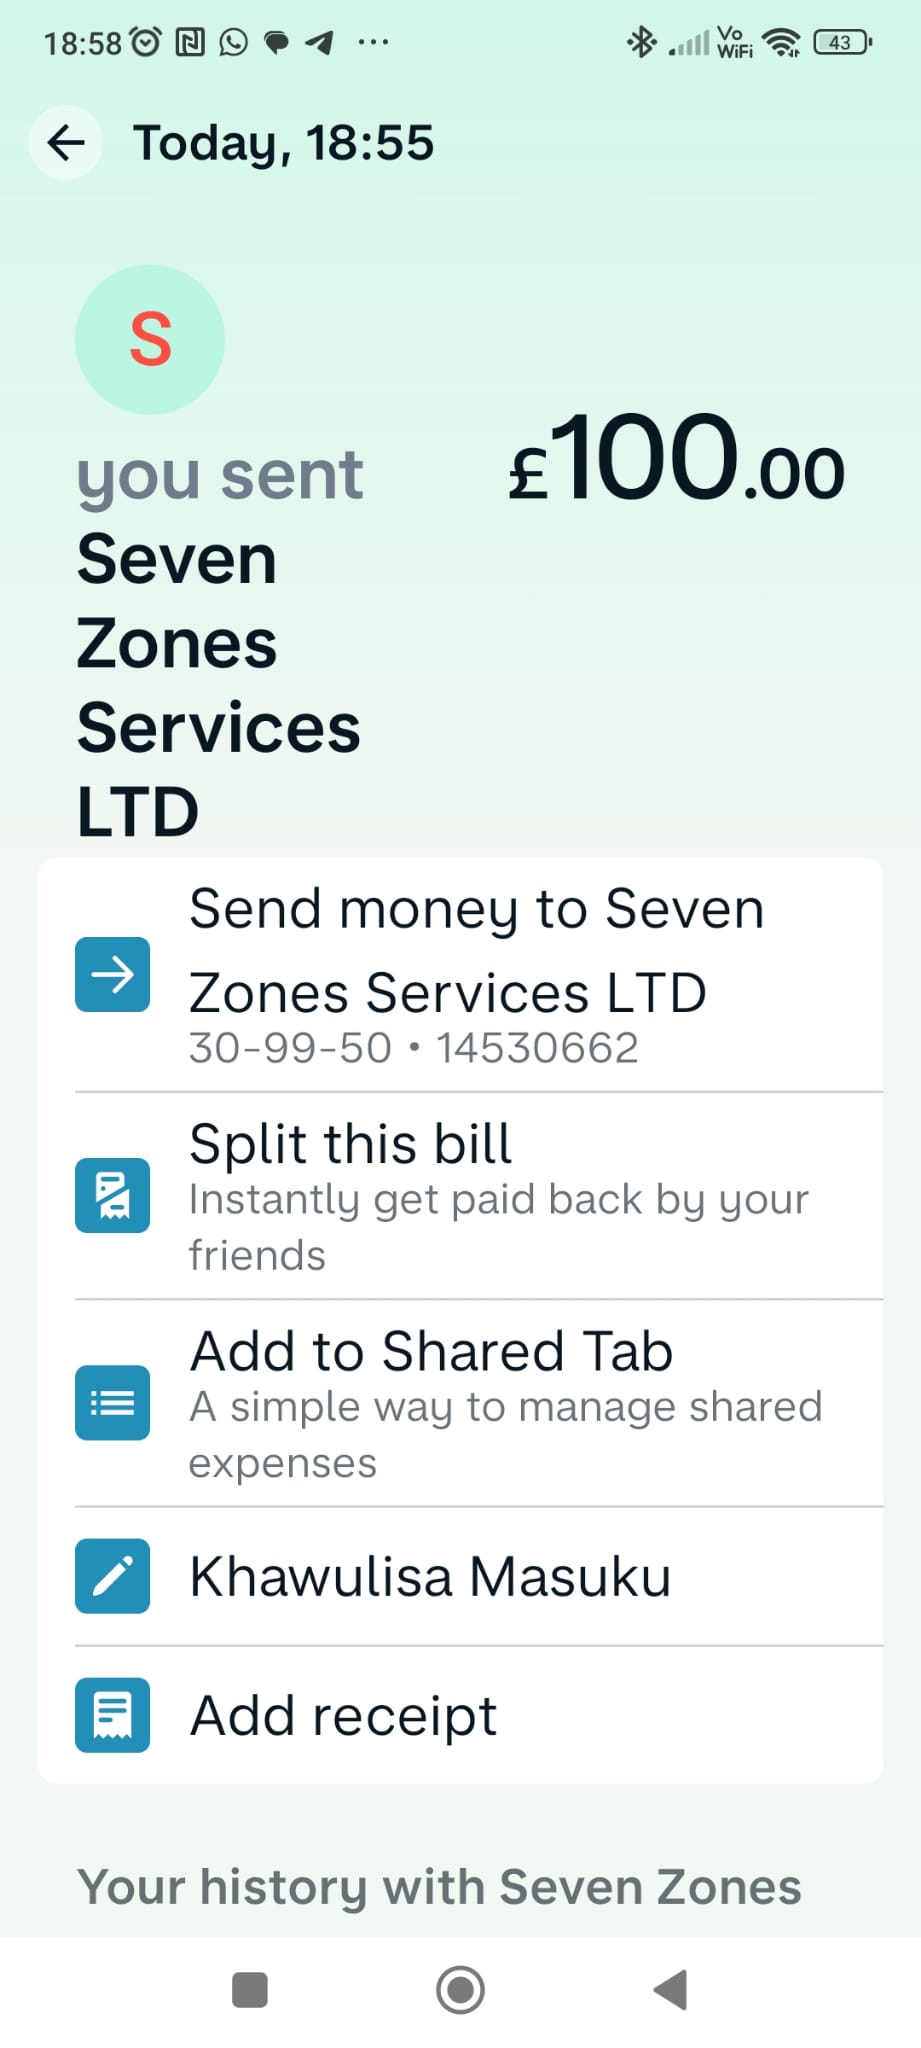 18:58 ... Vo WiFi 43
Today, 18:55
S
you sent £100.00
Seven
Zones
Services
LTD
Send money to Seven
Zones Services LTD
30-99-50 • 14530662
Split this bill
Instantly get paid back by your
friends
Add to Shared Tab
A simple way to manage shared
expenses
Khawulisa Masuku
Add receipt
Your history with Seven Zones